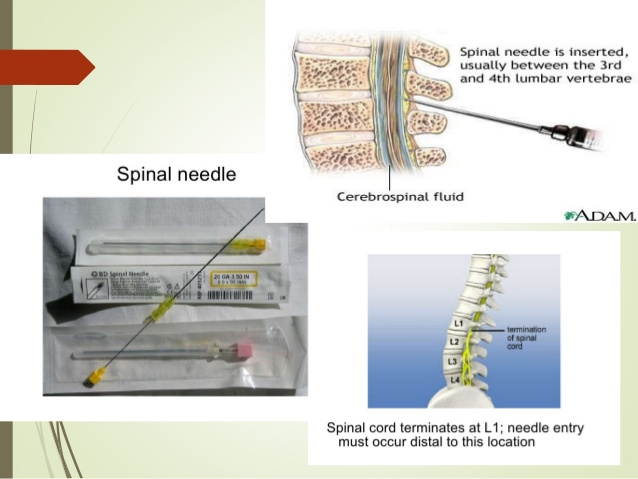 Spinal needle is inserted,
usually between the 3rd
and 4th lumbar vertebrae
Cerebrospinal fluid
ADAM.
Spinal needle
BD Spinal Needle
20 GA 3.50 IN
L1
L2
L3
L4
termination
of spinal
cord
Spinal cord terminates at L1; needle entry
must occur distal to this location